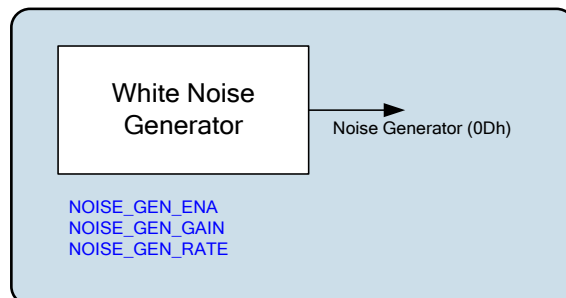 White Noise
Generator
Noise Generator (0Dh)
NOISE_GEN_ENA
NOISE_GEN_GAIN
NOISE_GEN_RATE